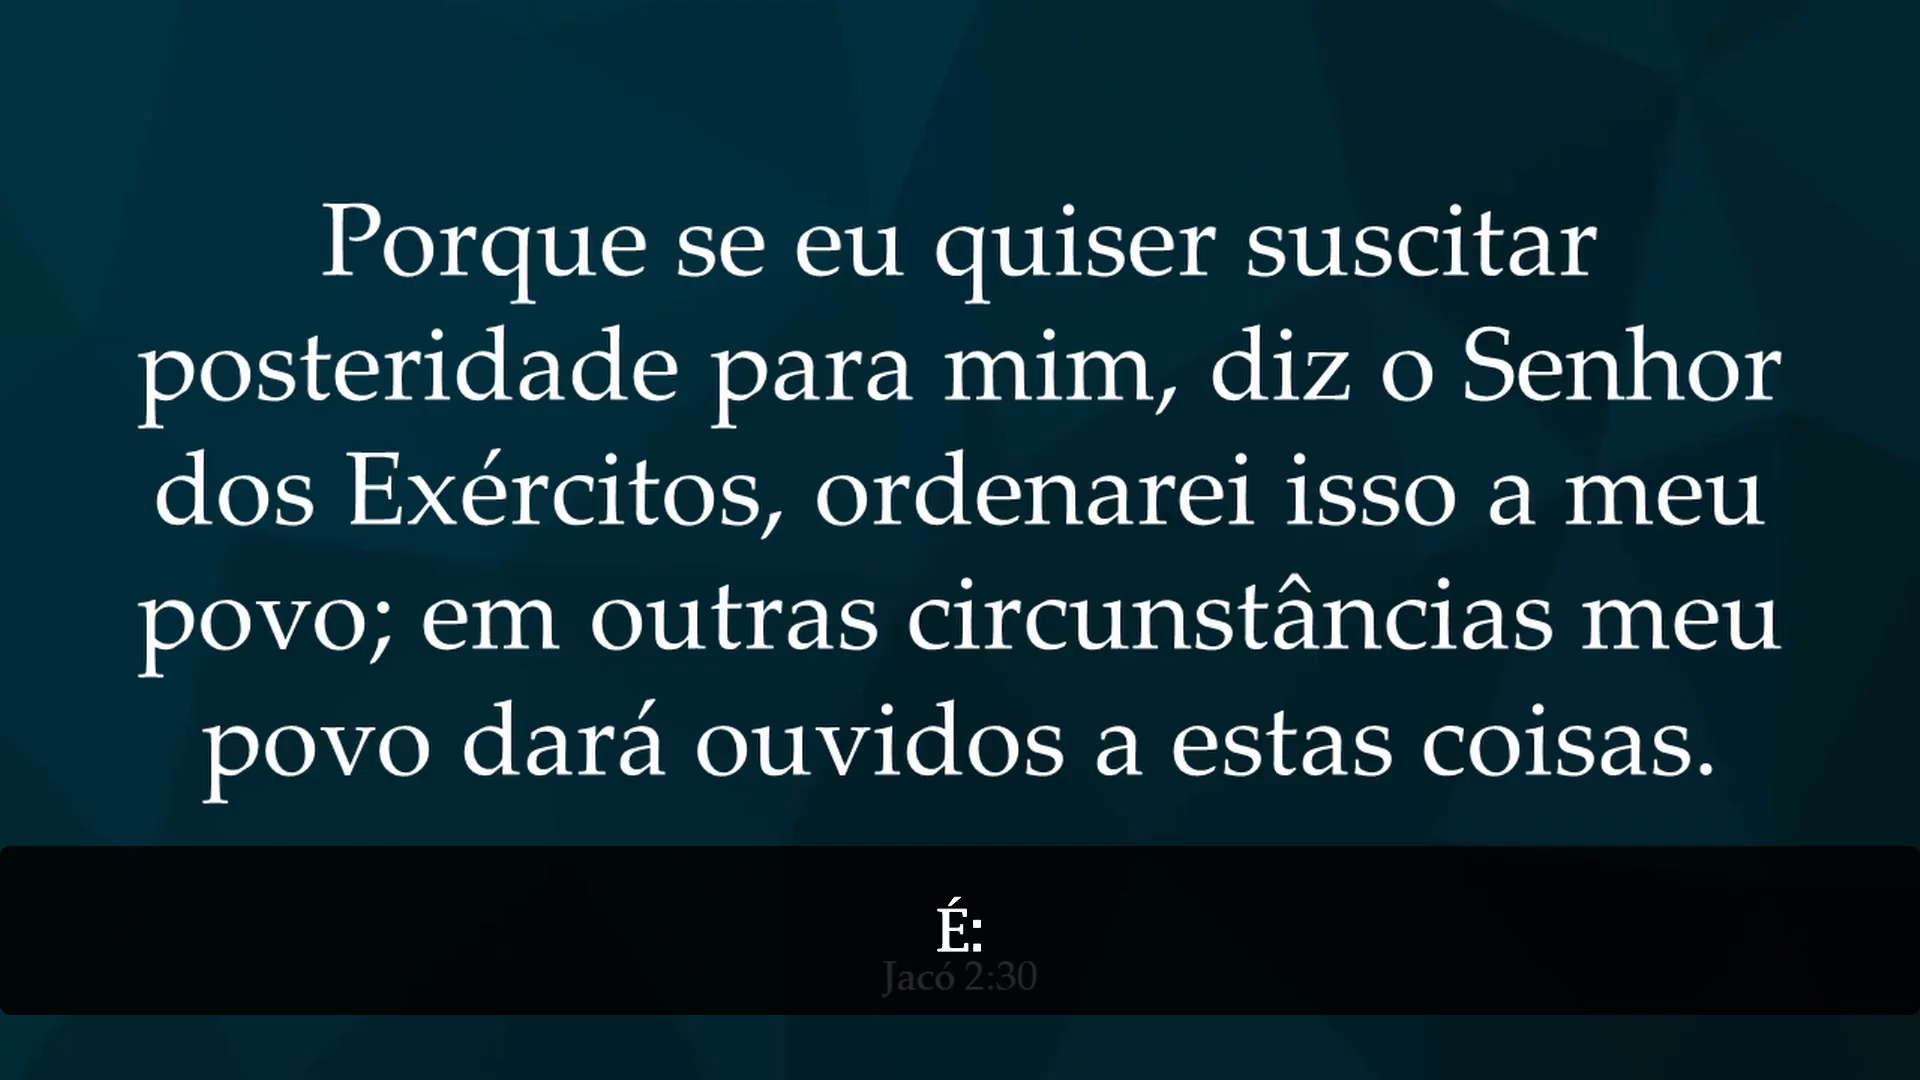 Porque se eu quiser suscitar
posteridade para mim, diz o Senhor
dos Exércitos, ordenarei isso a meu
povo; em outras circunstâncias meu
povo dará ouvidos a estas coisas.
É:
Jacó 2:30